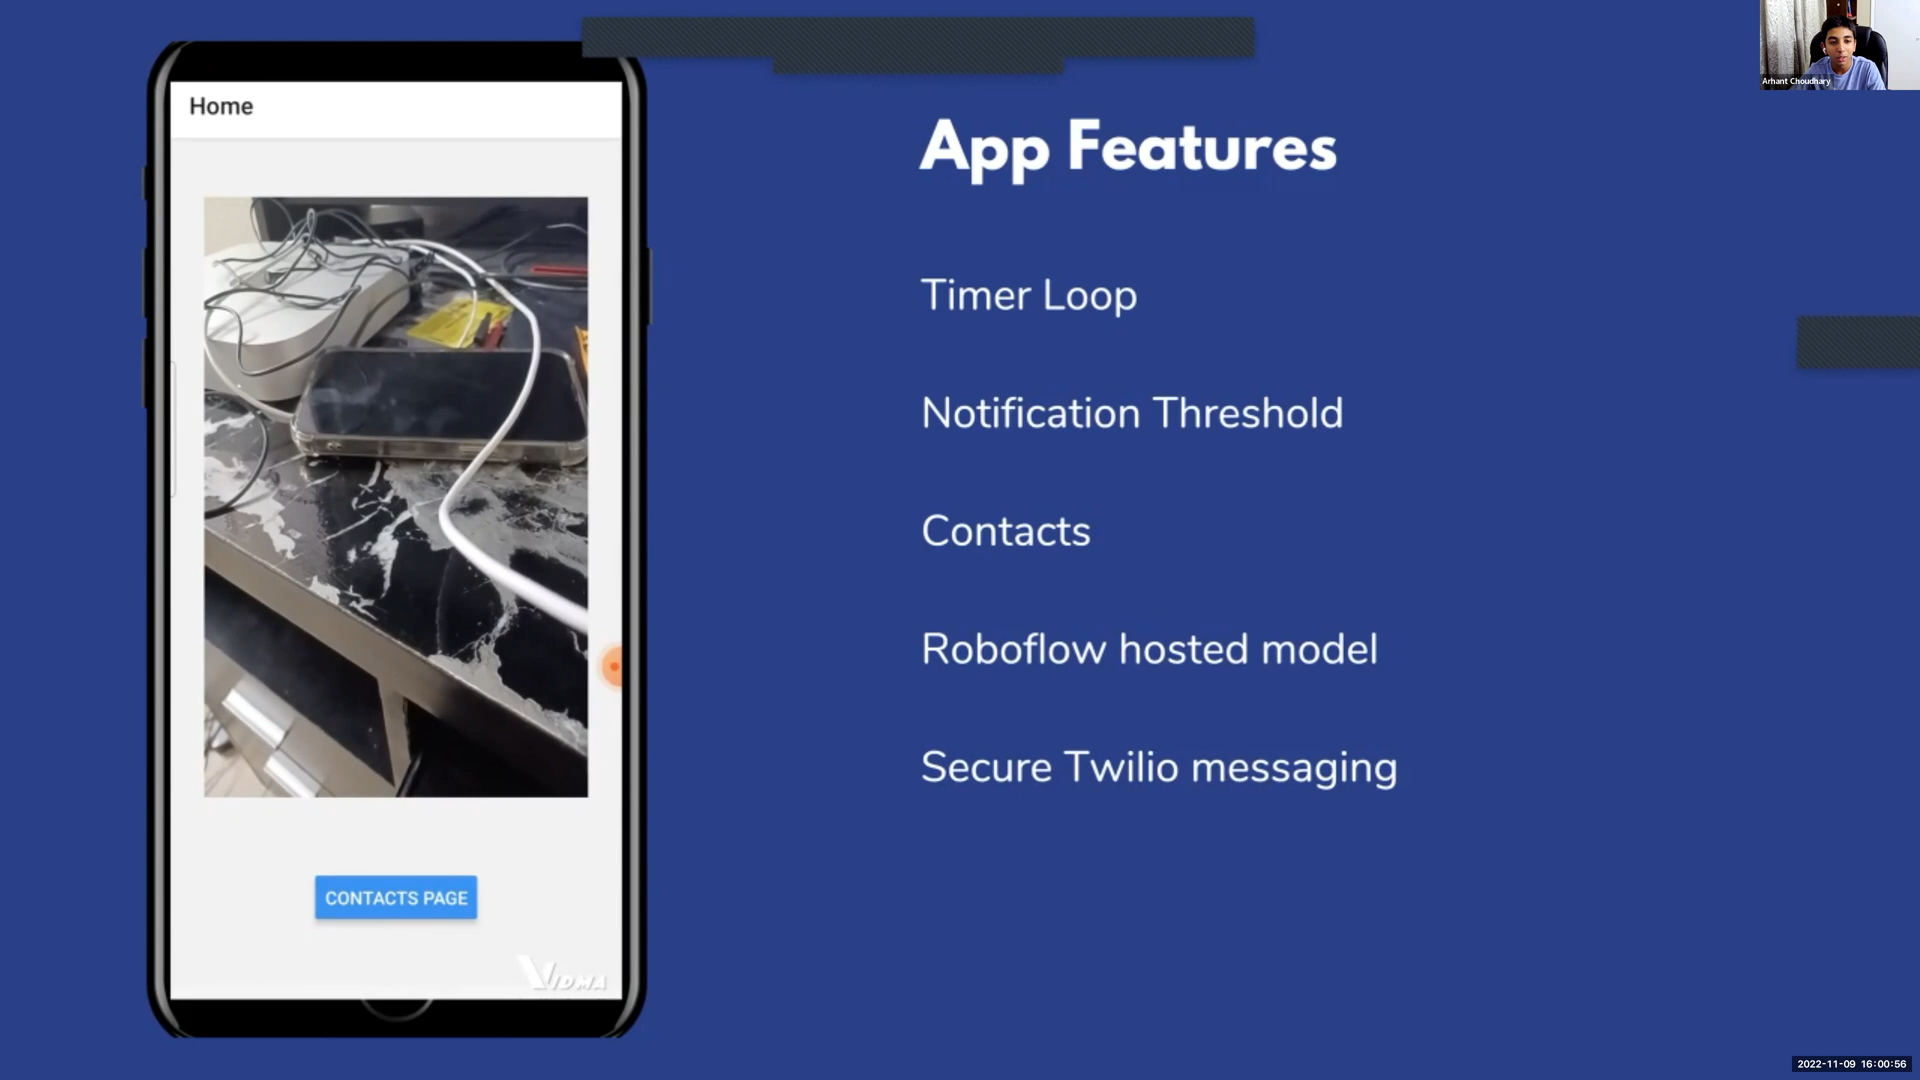 Home
CONTACTS PAGE
VIDMA
App Features
Timer Loop
Notification Threshold
Contacts
Roboflow hosted model
Secure Twilio messaging
Arhant Choudhary
2022-11-09 16:00:56